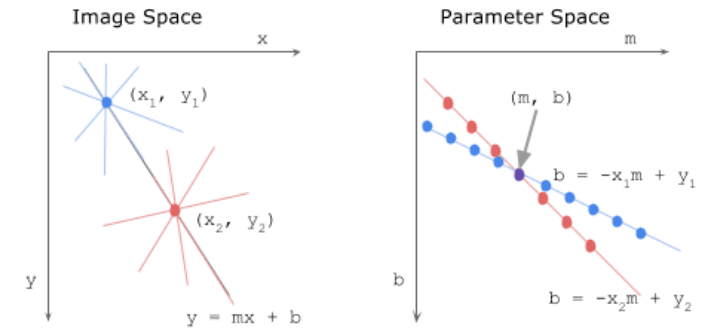 Image Space
x
(x₁, y₁)
(x₂, y₂)
y
y = mx + b
Parameter Space
m
(m, b)
b = -x₁m + y₁
b
b = -x₂m + y₂